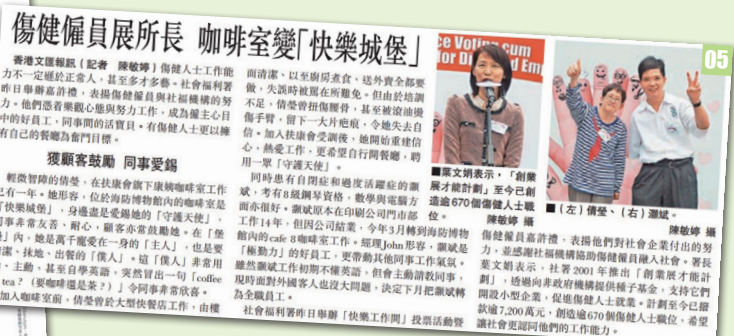 傷健僱員展所長 咖啡室變「快樂城堡」
香港文匯報訊（記者 陳敏婷）傷健人士工作能
力不一定遜於正常人，甚至多才多藝。社會福利署
昨日舉辦嘉許禮，表揚傷健僱員與社福機構的努
力。他們憑着樂觀心態與努力工作，成為僱主心目
中的好員工，同事間的活寶貝。有傷健人士更以擁
有自己的餐廳為奮鬥目標。
獲顧客鼓勵 同事愛錫
輕微智障的倩瑩，在扶康會旗下康姨咖啡室工作
已有一年。她形容，位於海防博物館內的咖啡室是
「快樂城堡」，身邊盡是愛錫她的「守護天使」，
同事非常友善、耐心，顧客亦常鼓勵她。在「堡
」內，她是萬千寵愛在一身的「主人」，也是要
清潔、抹地、出餐的「僕人」。這「僕人」非常用
、主動，甚至自學英語，突然冒出一句「coffee
tea？（要咖啡還是茶？）」令同事非常欣喜。
加入咖啡室前，倩瑩曾於大型快餐店工作，由樓
面清潔、以至廚房煮食、送外賣全都要
做，失誤時被罵在所難免。但由於培訓
不足，倩瑩曾扭傷腰骨，甚至被滾油燙
傷手臂，留下一大片疤痕，令她失去自
信。加入扶康會受訓後，她開始重建信
心，熱愛工作，更希望自行開餐廳，聘
用一眾「守護天使」。
同時患有自閉症和過度活躍症的灝
斌，考有8級鋼琴資格，數學與電腦方
面亦很好。灝斌原本在印刷公司門市部
工作14年，但因公司結業，今年3月轉到海防博物
館內的cafe 8咖啡室工作。經理John形容，灝斌是
「極勤力」的好員工，更帶動其他同事工作氣氛。
雖然灝斌工作初期不懂英語，但會主動請教同事，
現時面對外國客人也沒大問題，決定下月把灝斌轉
為全職員工。
社會福利署昨日舉辦「快樂工作間」投票活動暨
ce Voting cum
Emp
■葉文娟表示，「創業
展才能計劃」至今已創
造逾670個傷健人士職
位。
陳敏婷 攝
05
■（左）倩瑩、（右）灝斌。
陳敏婷 攝
傷健僱員嘉許禮，表揚他們對社會企業付出的努
力，並感謝社福機構協助傷健僱員融入社會。署長
葉文娟表示，社署2001年推出「創業展才能計
劃」，透過向非政府機構提供種子基金，支持它們
開設小型企業，促進傷健人士就業。計劃至今已撥
款逾7,200萬元，創造逾670個傷健人士職位，希望
讓社會更認同他們的工作能力。